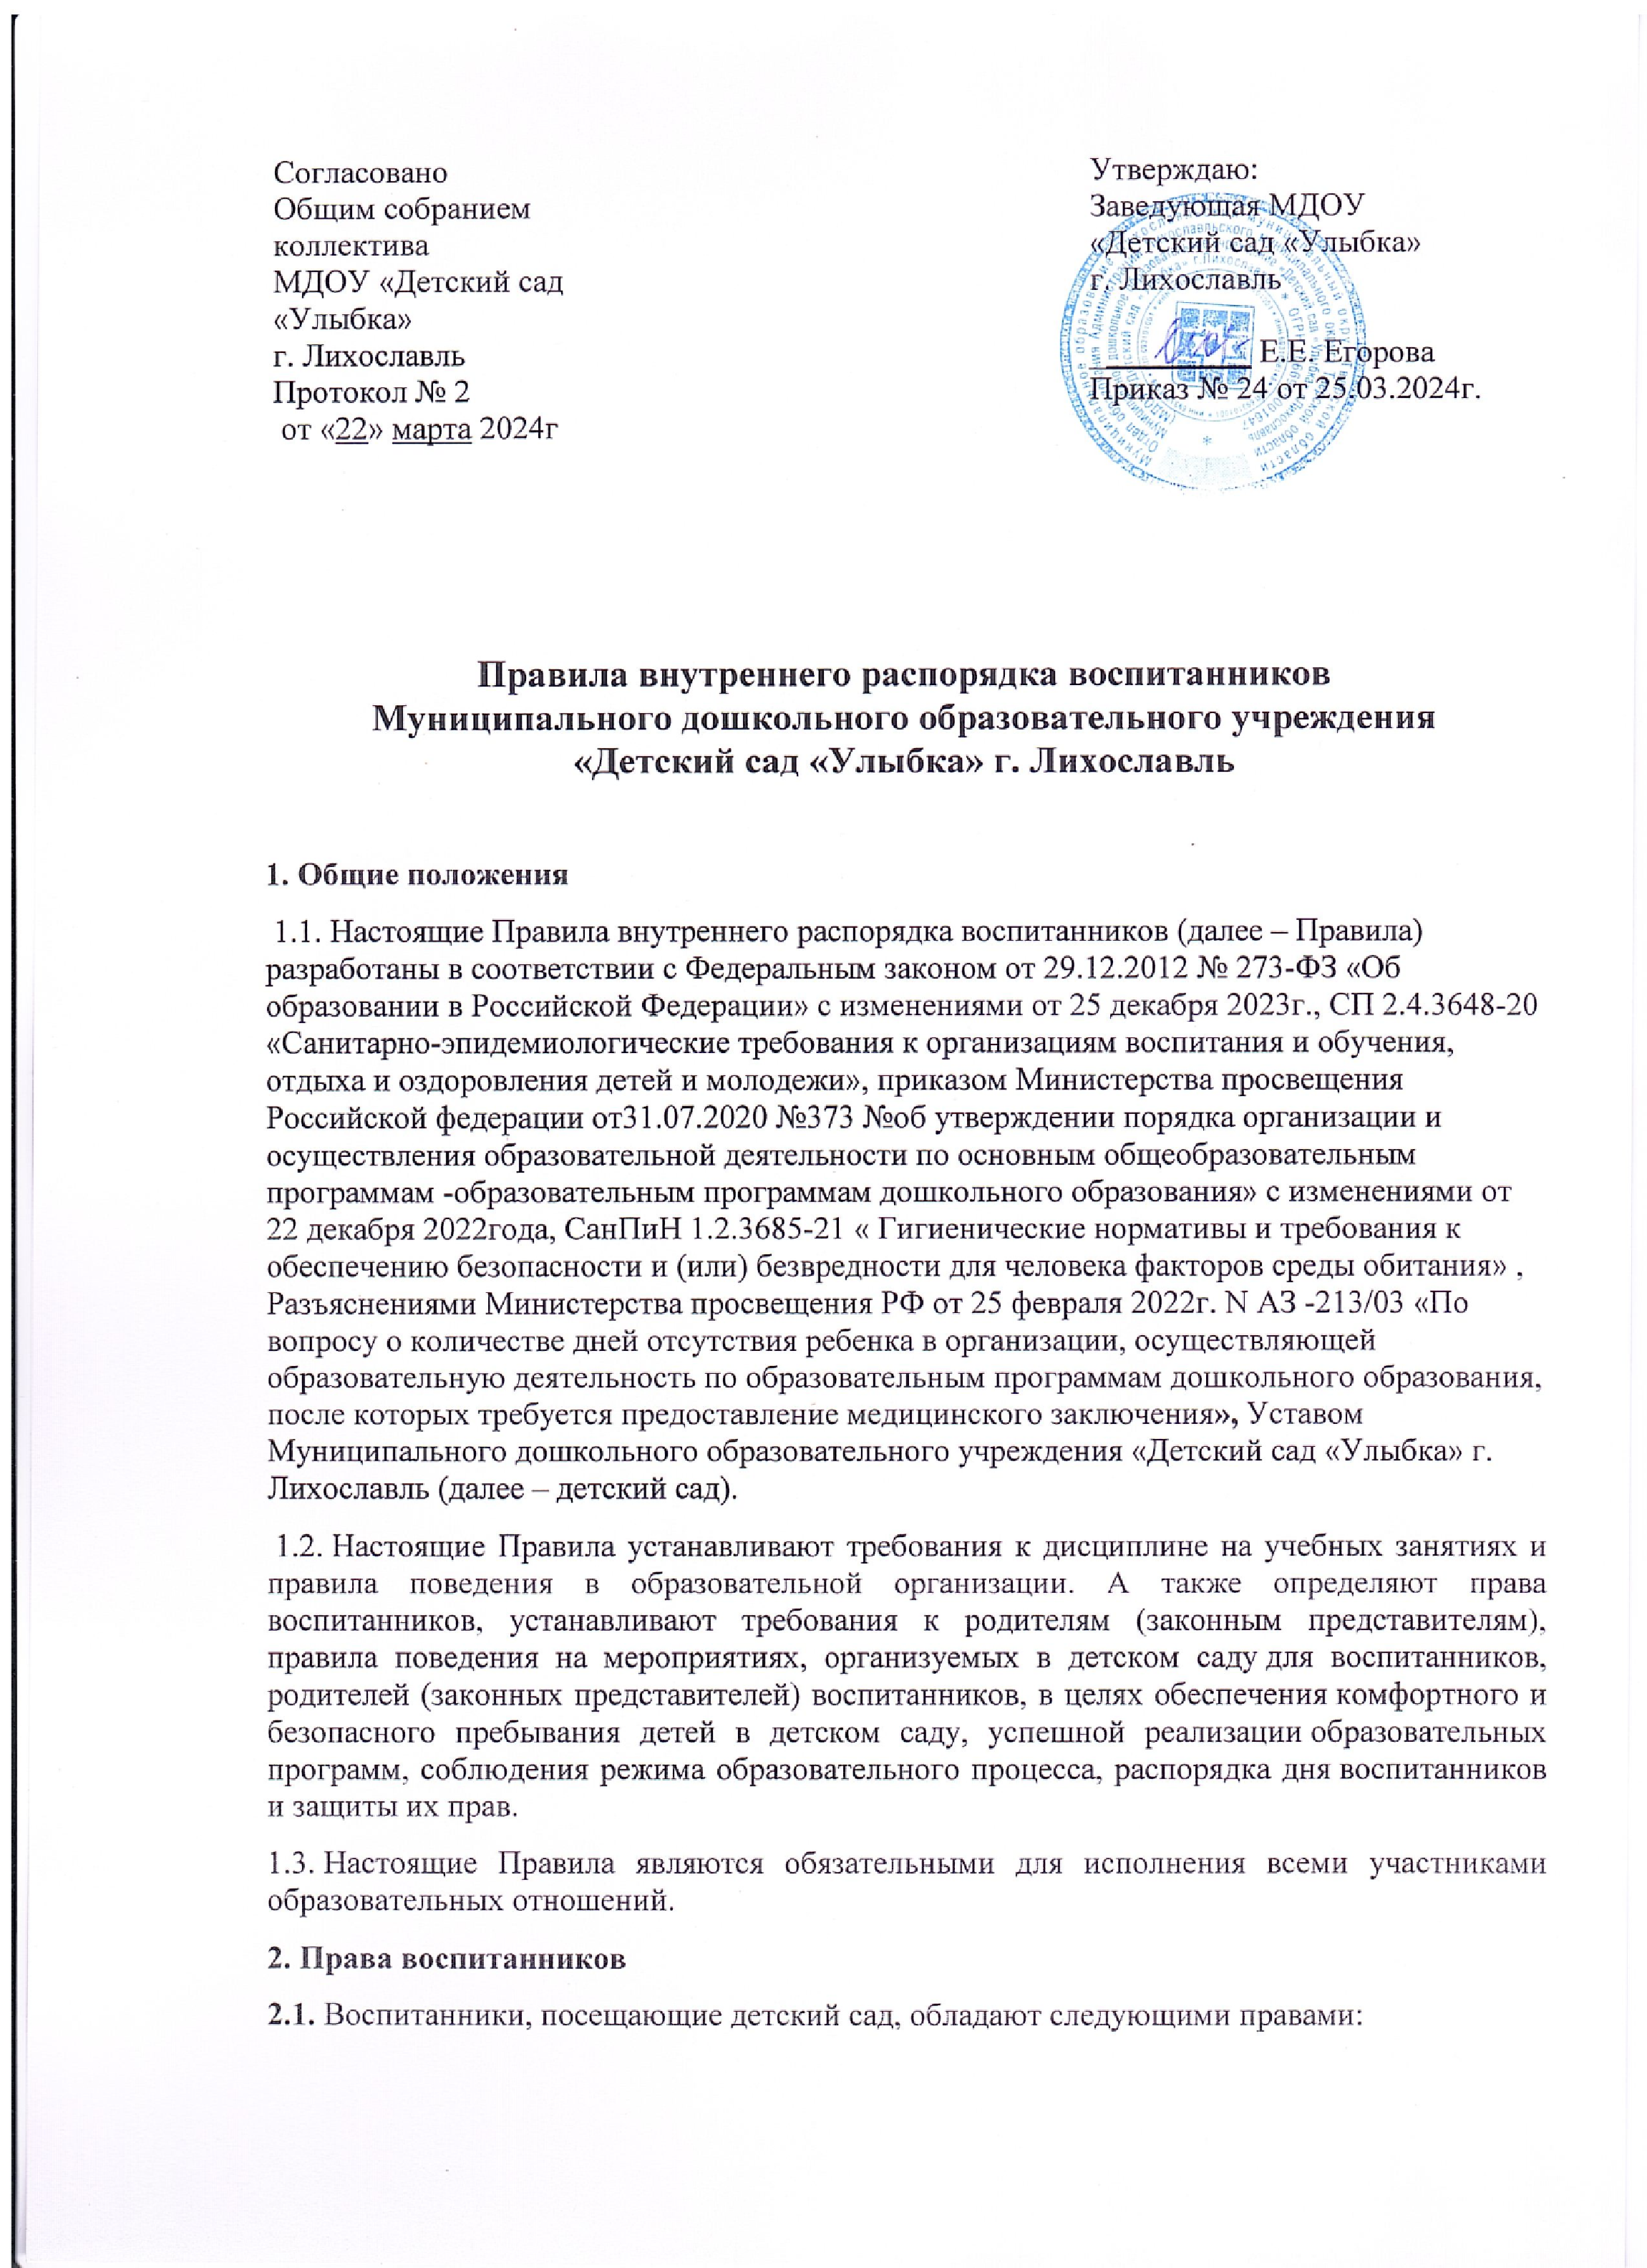 Согласовано
Общим собранием
коллектива
МДОУ «Детский сад
«Улыбка»
г. Лихославль
Протокол № 2
от «22» марта 2024г
Утверждаю:
Заведующая МДОУ
«Детский сад «Улыбка»
г. Лихославль
Е.Е. Егорова
Приказ № 24 от 25.03.2024г.
Правила внутреннего распорядка воспитанников
Муниципального дошкольного образовательного учреждения
«Детский сад «Улыбка» г. Лихославль
1. Общие положения
1.1. Настоящие Правила внутреннего распорядка воспитанников (далее – Правила)
разработаны в соответствии с Федеральным законом от 29.12.2012 № 273-ФЗ «Об
образовании в Российской Федерации» с изменениями от 25 декабря 2023г., СП 2.4.3648-20
«Санитарно-эпидемиологические требования к организациям воспитания и обучения,
отдыха и оздоровления детей и молодежи», приказом Министерства просвещения
Российской федерации от31.07.2020 №373 №об утверждении порядка организации и
осуществления образовательной деятельности по основным общеобразовательным
программам -образовательным программам дошкольного образования» с изменениями от
22 декабря 2022года, СанПиН 1.2.3685-21 « Гигиенические нормативы и требования к
обеспечению безопасности и (или) безвредности для человека факторов среды обитания» ,
Разъяснениями Министерства просвещения РФ от 25 февраля 2022г. N АЗ -213/03 «По
вопросу о количестве дней отсутствия ребенка в организации, осуществляющей
образовательную деятельность по образовательным программам дошкольного образования,
после которых требуется предоставление медицинского заключения», Уставом
Муниципального дошкольного образовательного учреждения «Детский сад «Улыбка» г.
Лихославль (далее – детский сад).
1.2. Настоящие Правила устанавливают требования к дисциплине на учебных занятиях и
правила поведения в образовательной организации. А также определяют права
воспитанников, устанавливают требования к родителям (законным представителям),
правила поведения на мероприятиях, организуемых в детском саду для воспитанников,
родителей (законных представителей) воспитанников, в целях обеспечения комфортного и
безопасного пребывания детей в детском саду, успешной реализации образовательных
программ, соблюдения режима образовательного процесса, распорядка дня воспитанников
и защиты их прав.
1.3. Настоящие Правила являются обязательными для исполнения всеми участниками
образовательных отношений.
2. Права воспитанников
2.1. Воспитанники, посещающие детский сад, обладают следующими правами: